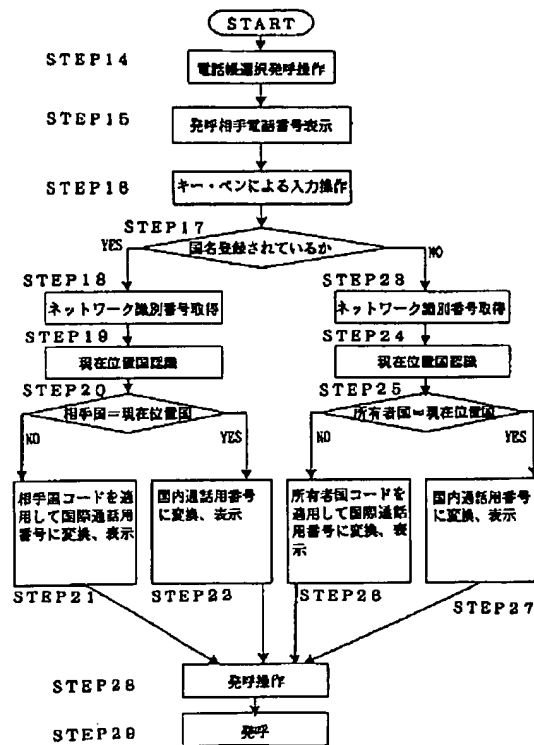 START
STEP14
電話帳選択発呼操作
STEP15
発呼相手電話番号表示
STEP16
キー・ペンによる入力操作
STEP17
国名登録されているか
YES
NO
STEP18
ネットワーク識別番号取得
STEP19
現在位置国認識
STEP20
相手国=現在位置国
NO
YES
相手国コードを適
用して国際通話用
番号に変換、表示
STEP21
国内通話用番号
に変換、表示
STEP22
STEP23
ネットワーク識別番号取得
STEP24
現在位置国認識
STEP25
所有者国=現在位置国
NO
YES
所有者国コードを
適用して国際通話
用番号に変換、表
示
STEP26
国内通話用番号
に変換、表示
STEP27
STEP28
発呼操作
STEP29
発呼